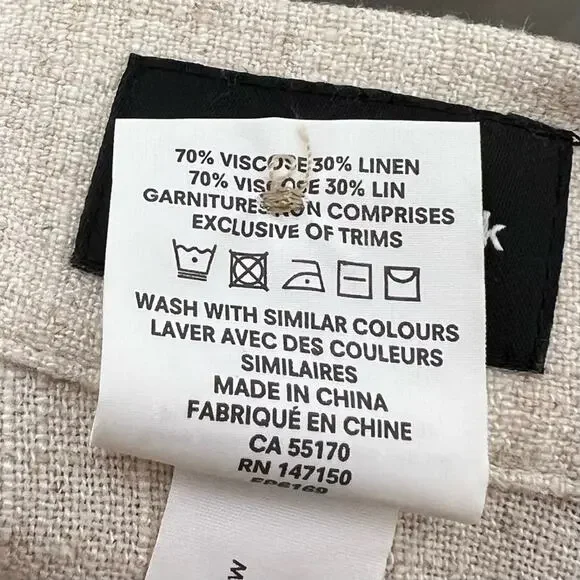 70% VISCOSE 30% LINEN
70% VISCOSE 30% LIN
GARNITURES NON COMPRISES
EXCLUSIVE OF TRIMS
k
WASH WITH SIMILAR COLOURS
LAVER AVEC DES COULEURS
SIMILAIRES
MADE IN CHINA
FABRIQUÉ EN CHINE
CA 55170
RN 147150
M